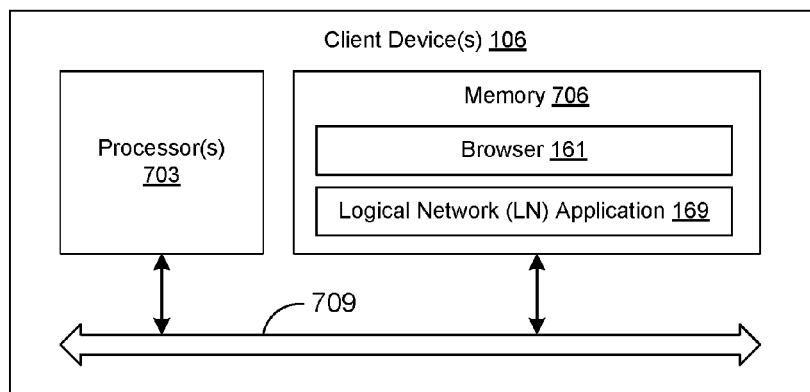 Client Device(s) 106
Processor(s)
703
Memory 706
Browser 161
Logical Network (LN) Application 169
709